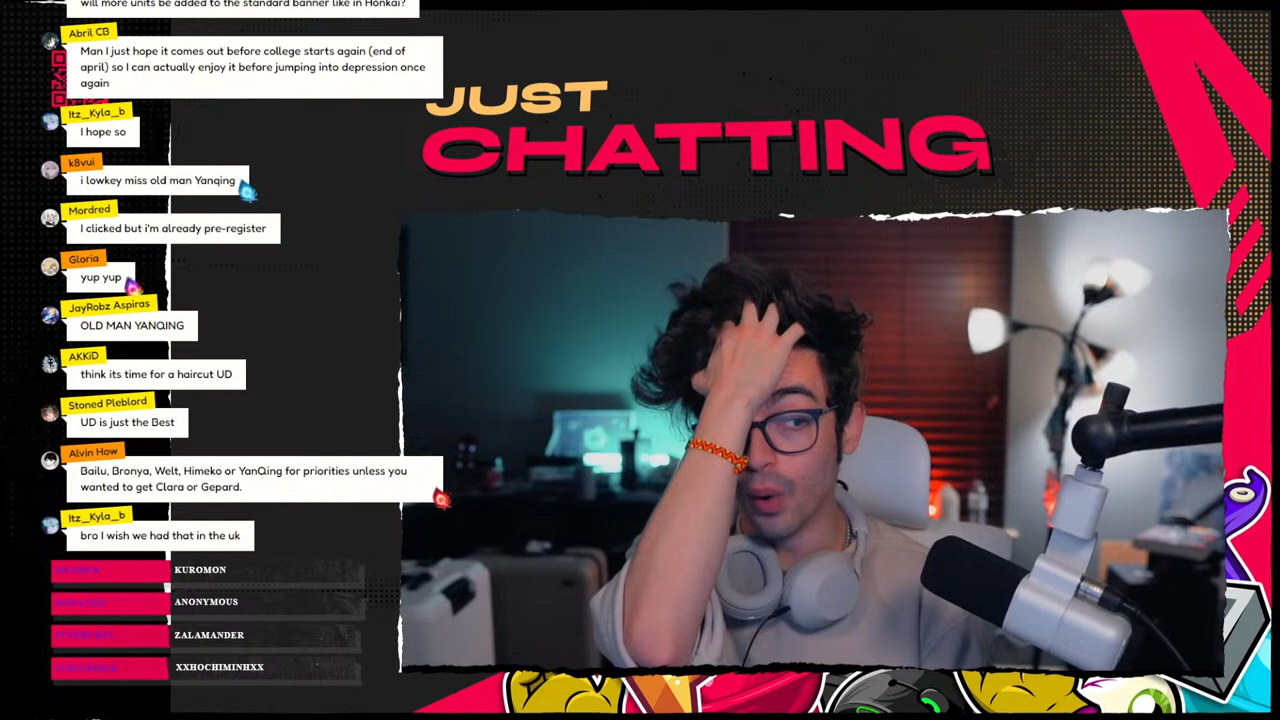 will more units be added to the standard banner like in Honkai?
Abril CB
Man I just hope it comes out before college starts again (end of
april) so I can actually enjoy it before jumping into depression once
again
Itz_Kyla_b
I hope so
k8vui
i lowkey miss old man Yanqing
Mordred
I clicked but i'm already pre-register
Gloria
yup yup
JayRobz Aspiras
OLD MAN YANQING
AKKiD
think its time for a haircut UD
Stoned Pleblord
UD is just the Best
Alvin How
Bailu, Bronya, Welt, Himeko or YanQing for priorities unless you
wanted to get Clara or Gepard.
Itz_Kyla_b
bro I wish we had that in the uk
KUROMON
ANONYMOUS
ZALAMANDER
XXHOCHIMINHXX
JUST
CHATTING